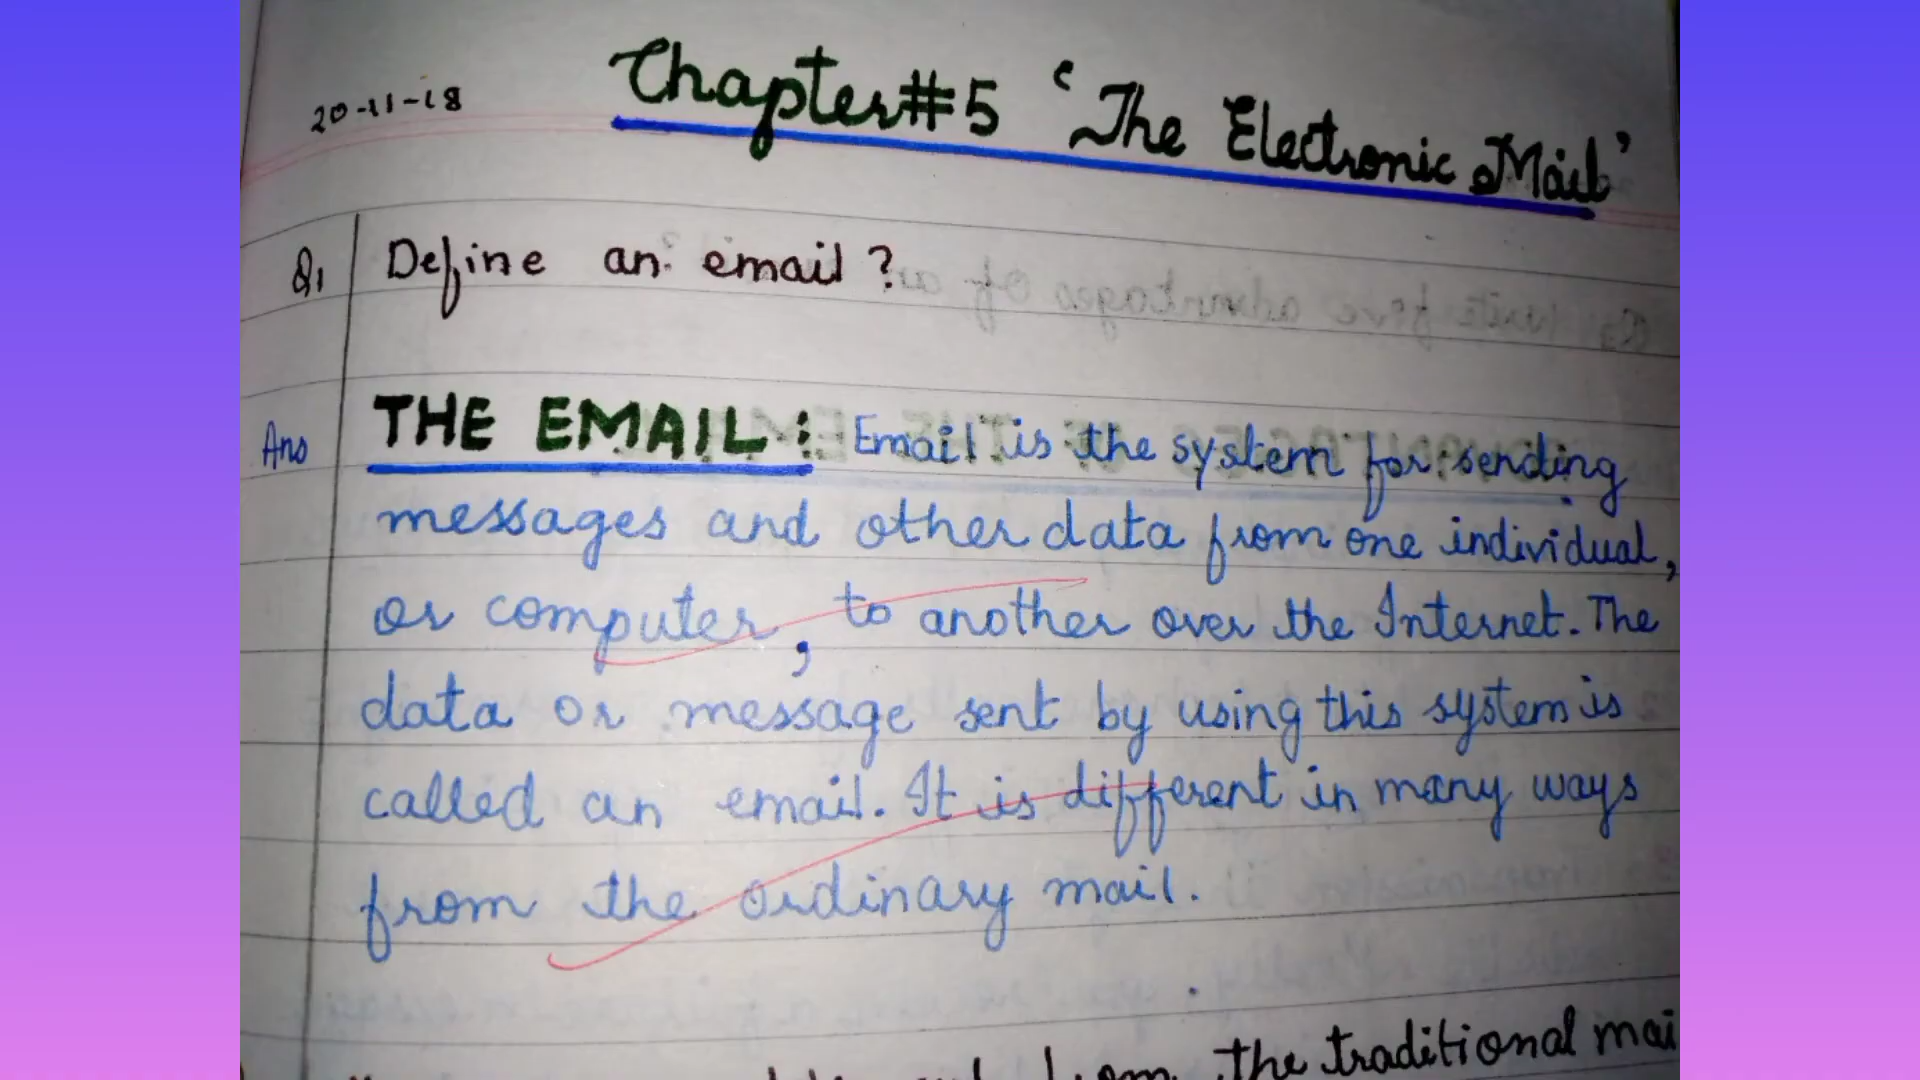 20-11-18
Chapter#5 ‘The Electronic Mail’
Q1 Define an email?
Ans THE EMAIL: Email is the system for sending
messages and other data from one individual,
or computer, to another over the Internet. The
data or message sent by using this system is
called an email. It is different in many ways
from the ordinary mail.
from the traditional mai